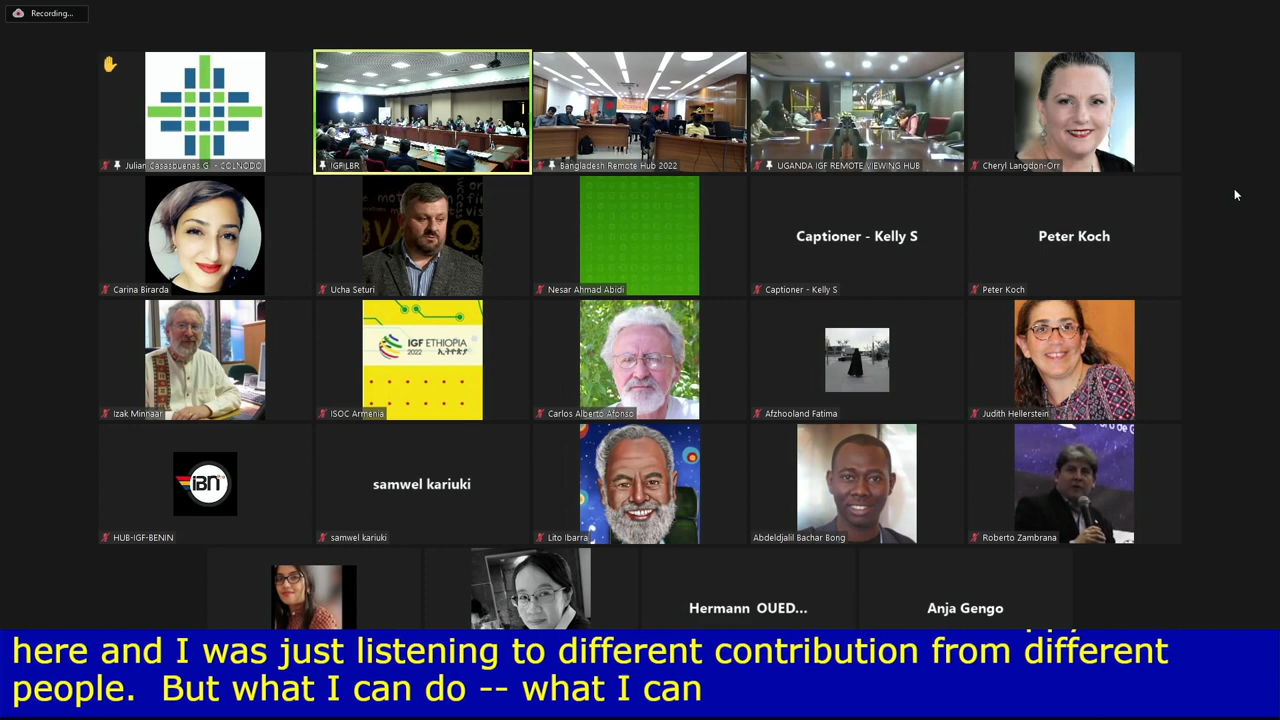 Recording...
Julian Casasbuenas G. - COLNODO
IGF LBR
Bangladesh Remote Hub 2022
UGANDA IGF REMOTE VIEWING HUB
Cheryl Langdon-Orr
Carina Birarda
Ucha Seturi
Nesar Ahmad Abidi
Captioner - Kelly S
Captioner - Kelly S
Peter Koch
Peter Koch
Izak Minnaar
IGF ETHIOPIA
2022 ኢትዮጵያ
ISOC Armenia
Carlos Alberto Afonso
Afzhooland Fatima
Judith Hellerstein
iBN
HUB-IGF-BENIN
samwel kariuki
samwel kariuki
Lito Ibarra
Abdeldjalil Bachar Bong
Roberto Zambrana
Hermann OUED...
Anja Gengo
here and I was just listening to different contribution from different
people. But what I can do -- what I can